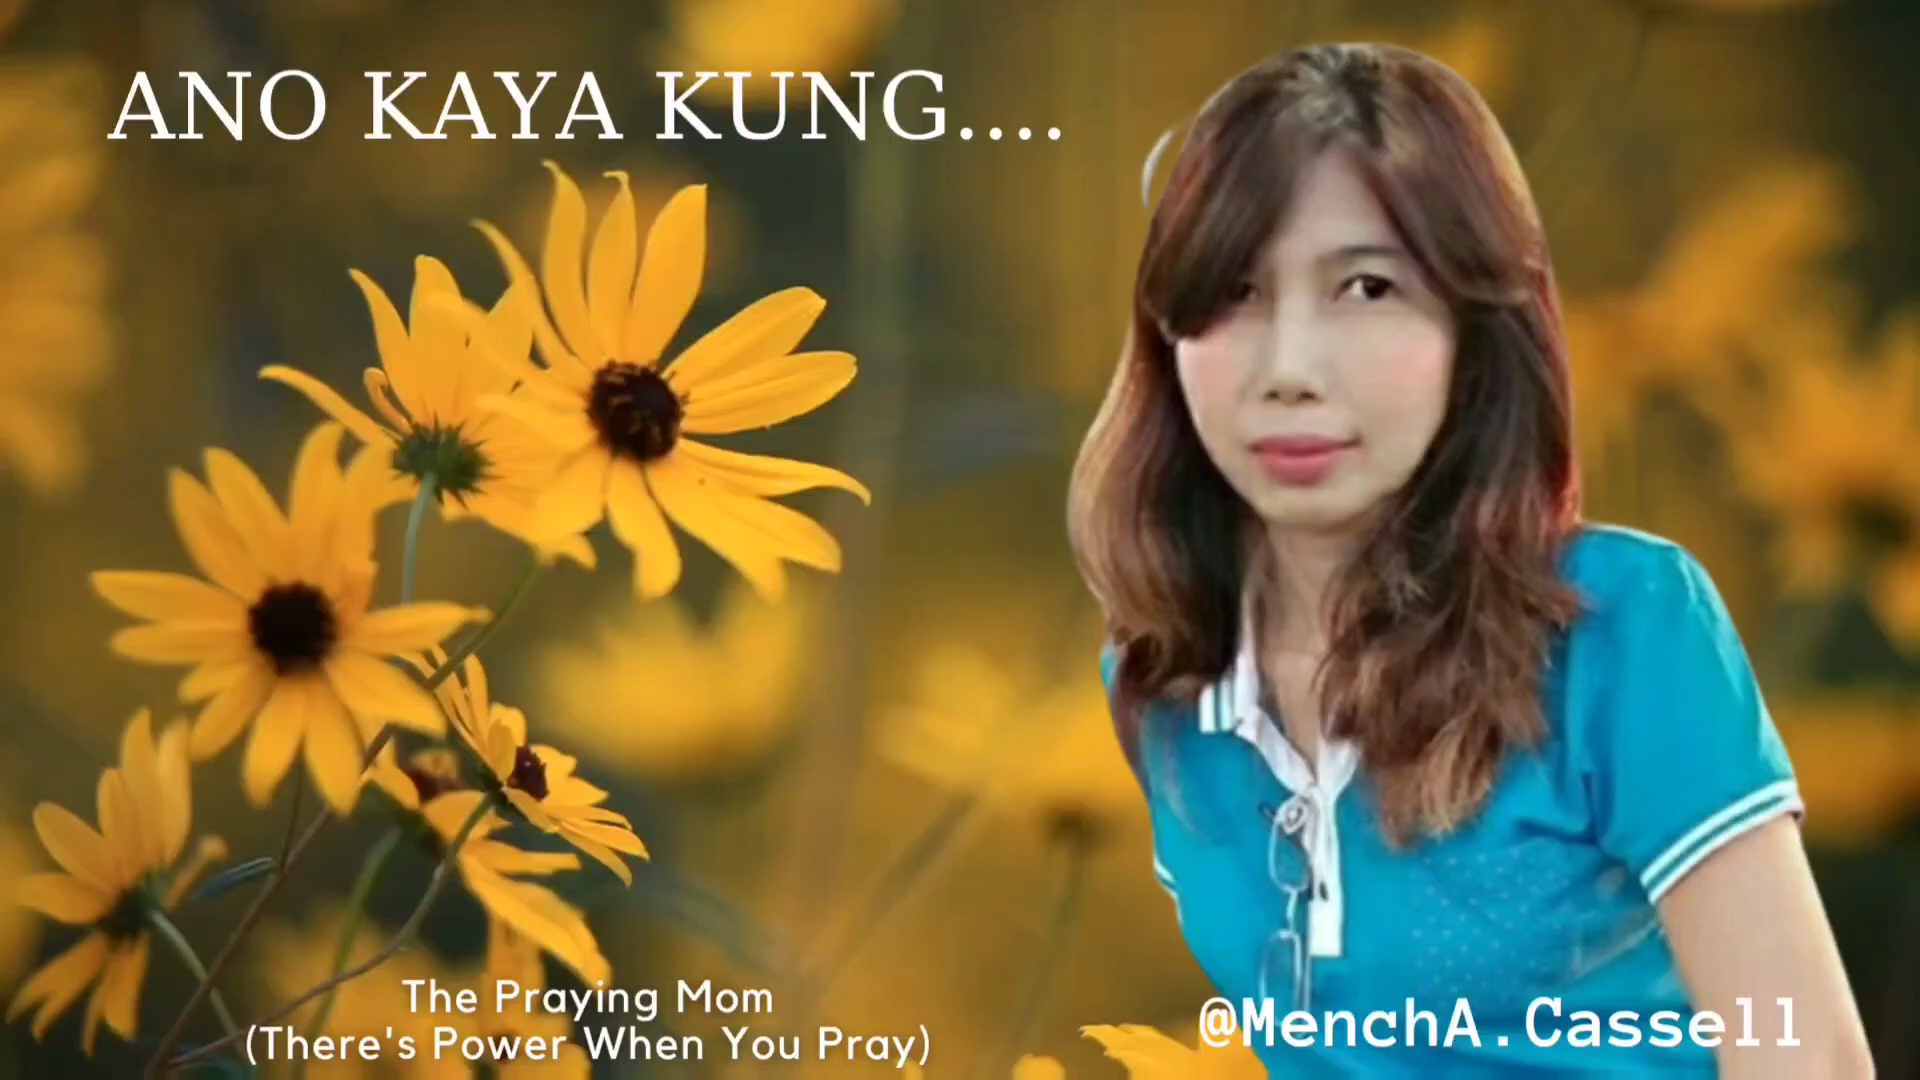 ANO KAYA KUNG....
The Praying Mom
(There's Power When You Pray)
@MenchA.Cassell